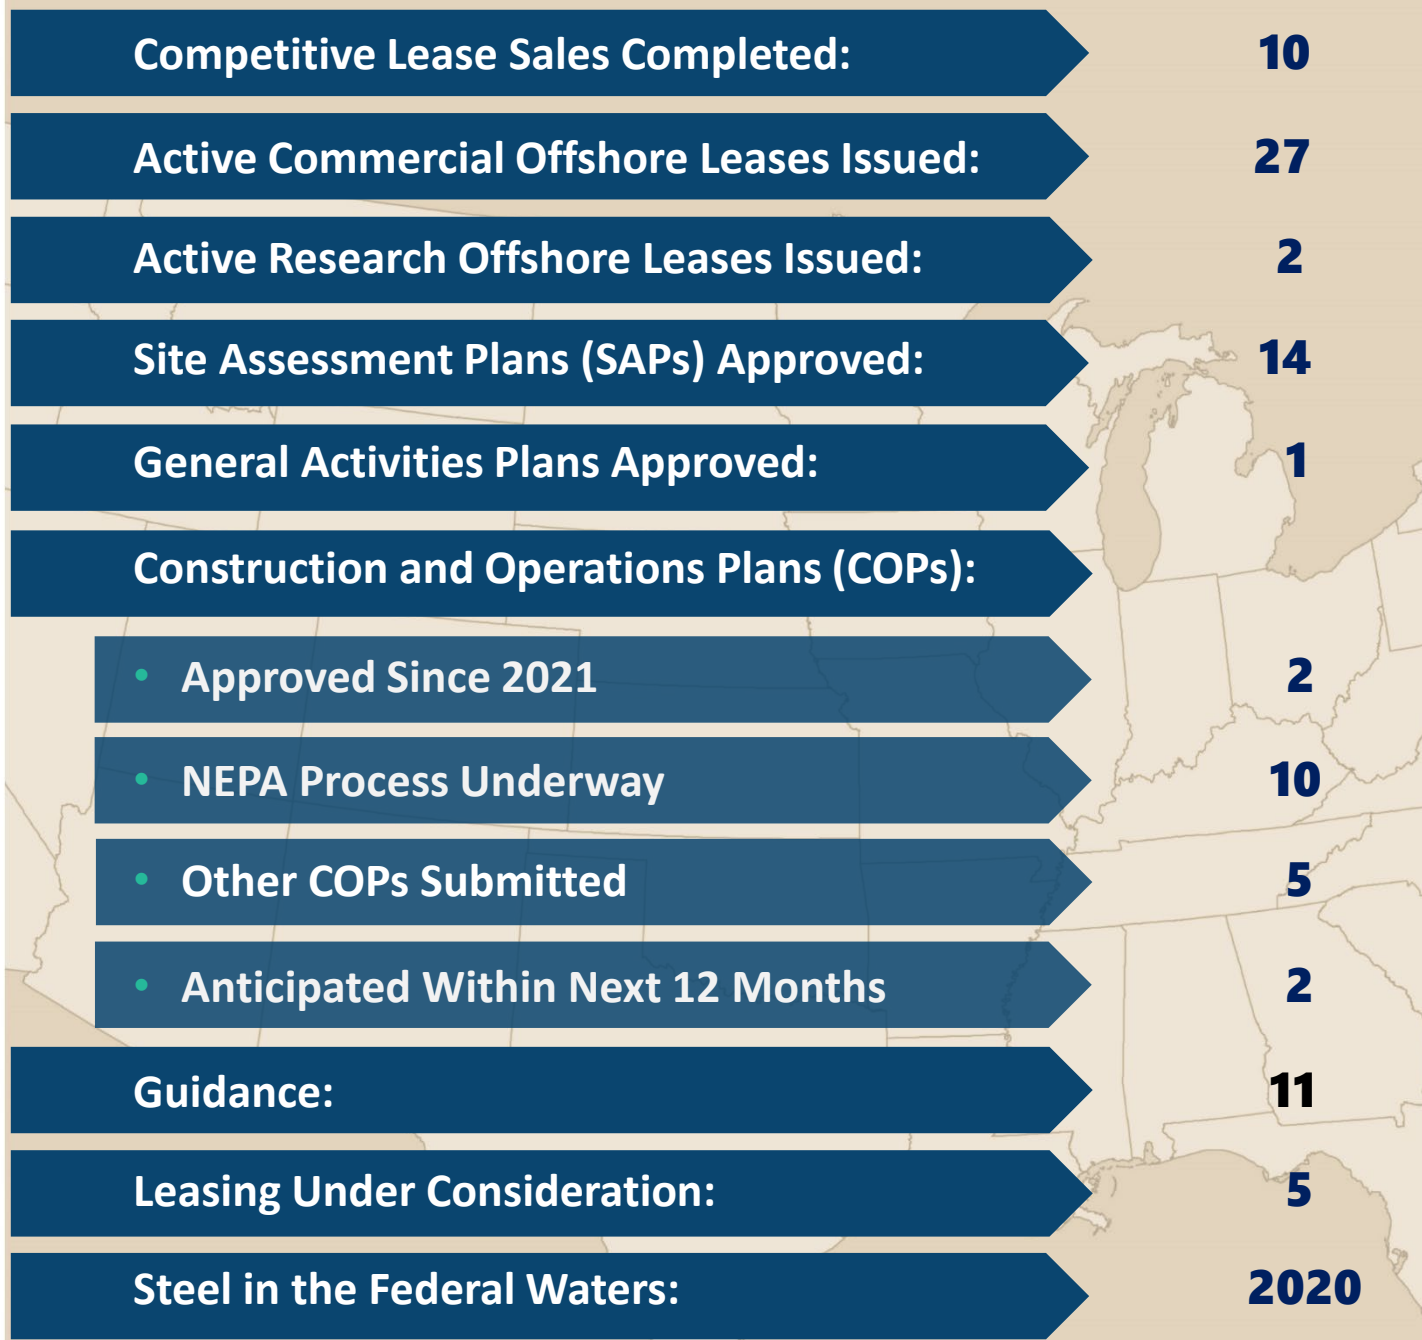 Competitive Lease Sales Completed: 10
Active Commercial Offshore Leases Issued: 27
Active Research Offshore Leases Issued: 2
Site Assessment Plans (SAPs) Approved: 14
General Activities Plans Approved: 1
Construction and Operations Plans (COPs):
• Approved Since 2021 2
• NEPA Process Underway 10
• Other COPs Submitted 5
• Anticipated Within Next 12 Months 2
Guidance: 11
Leasing Under Consideration: 5
Steel in the Federal Waters: 2020